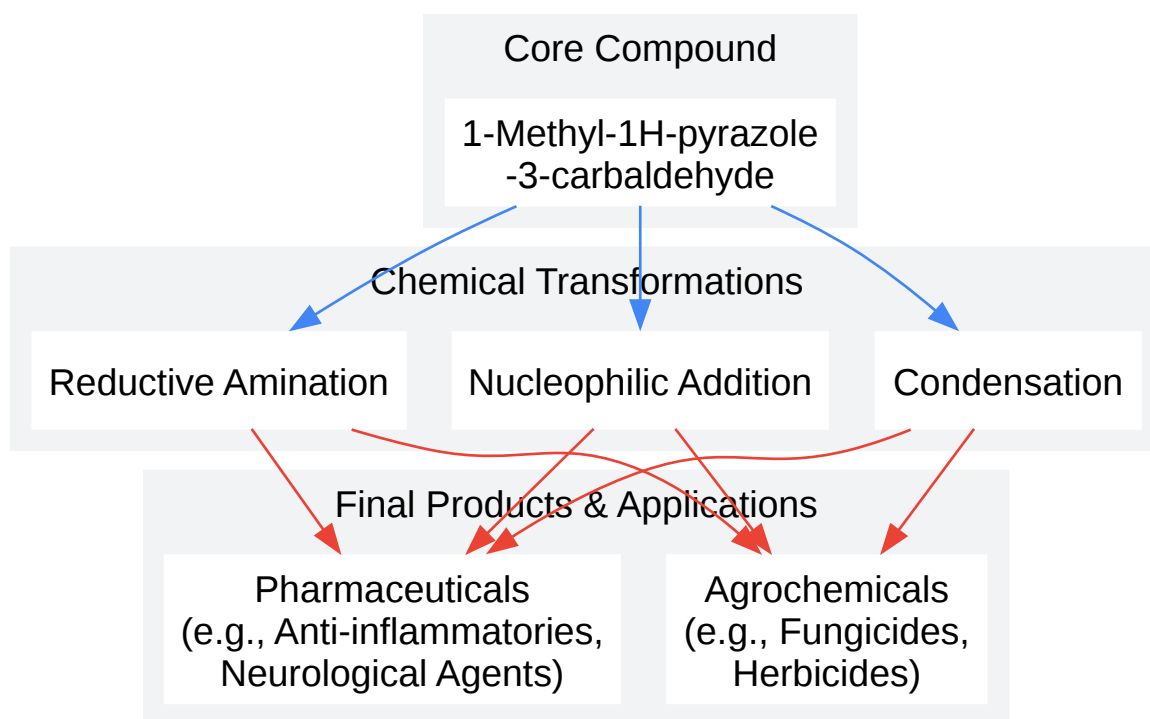 Core Compound
1-Methyl-1H-pyrazole
-3-carbaldehyde
Chemical Transformations
Reductive Amination
Nucleophilic Addition
Condensation
Final Products & Applications
Pharmaceuticals
(e.g., Anti-inflammatories,
Neurological Agents)
Agrochemicals
(e.g., Fungicides,
Herbicides)